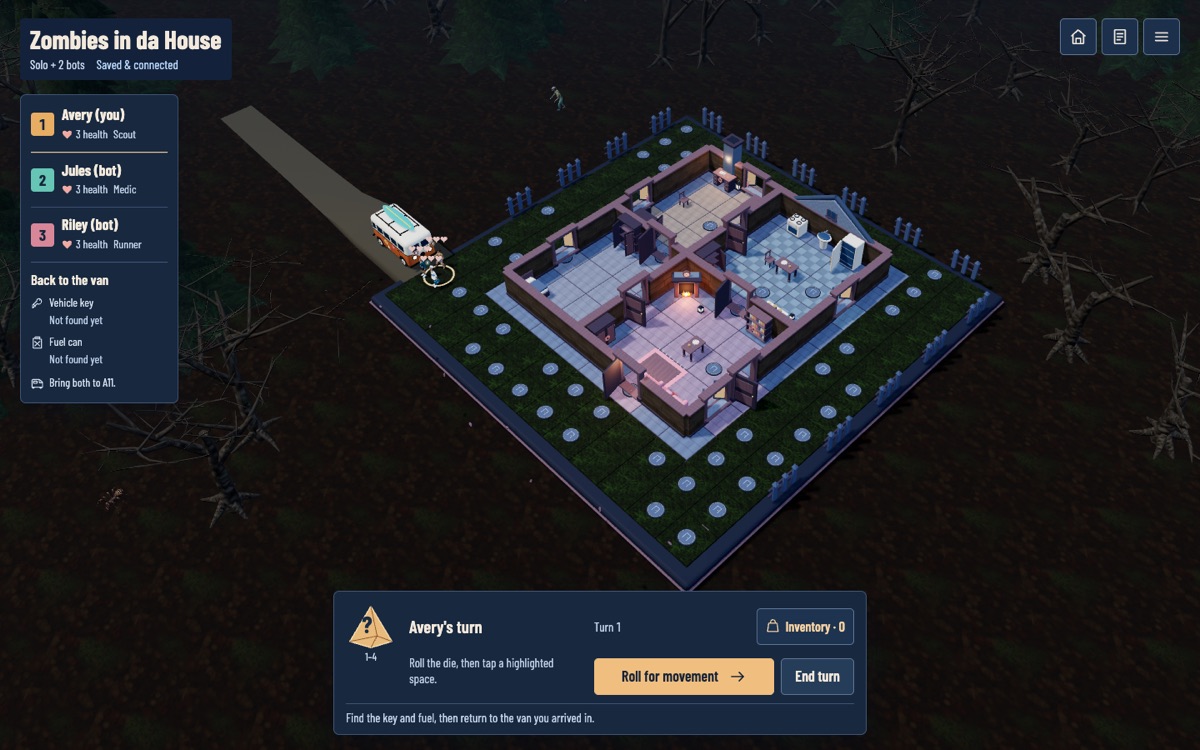 Zombies in da House
Solo + 2 bots Saved & connected
1 Avery (you)
3 health Scout
2 Jules (bot)
3 health Medic
3 Riley (bot)
3 health Runner
Back to the van
Vehicle key
Not found yet
Fuel can
Not found yet
Bring both to A11.
?
1–4
Avery's turn
Turn 1
Inventory · 0
Roll the die, then tap a highlighted
space.
Roll for movement →
End turn
Find the key and fuel, then return to the van you arrived in.